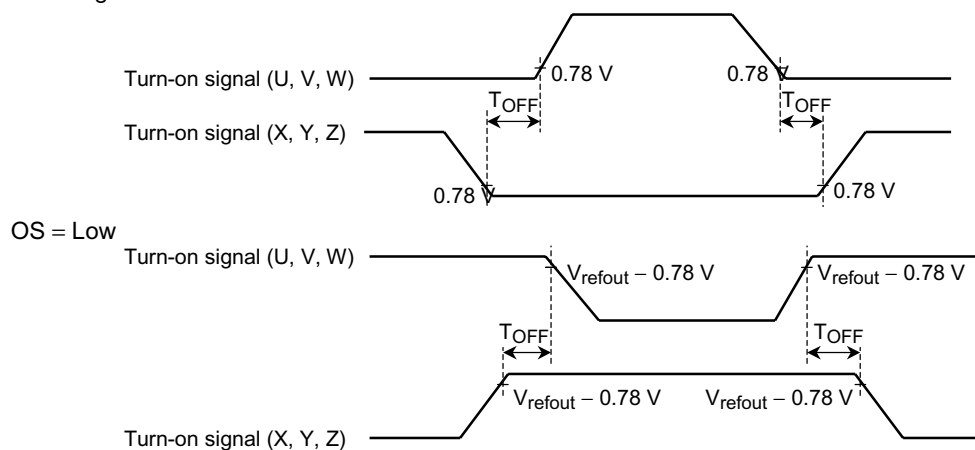 Turn-on signal (U, V, W)
0.78 V
0.78 V
TOFF
TOFF
Turn-on signal (X, Y, Z)
0.78 V
0.78 V
OS = Low
Turn-on signal (U, V, W)
Vrefout − 0.78 V
Vrefout − 0.78 V
TOFF
TOFF
Vrefout − 0.78 V
Vrefout − 0.78 V
Turn-on signal (X, Y, Z)